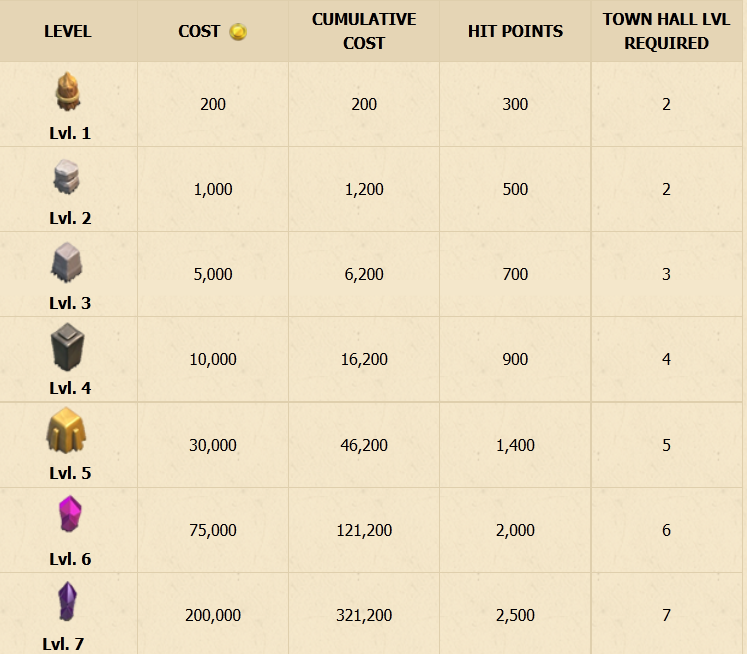 LEVEL COST CUMULATIVE COST HIT POINTS TOWN HALL LVL REQUIRED
Lvl. 1 200 200 300 2
Lvl. 2 1,000 1,200 500 2
Lvl. 3 5,000 6,200 700 3
Lvl. 4 10,000 16,200 900 4
Lvl. 5 30,000 46,200 1,400 5
Lvl. 6 75,000 121,200 2,000 6
Lvl. 7 200,000 321,200 2,500 7